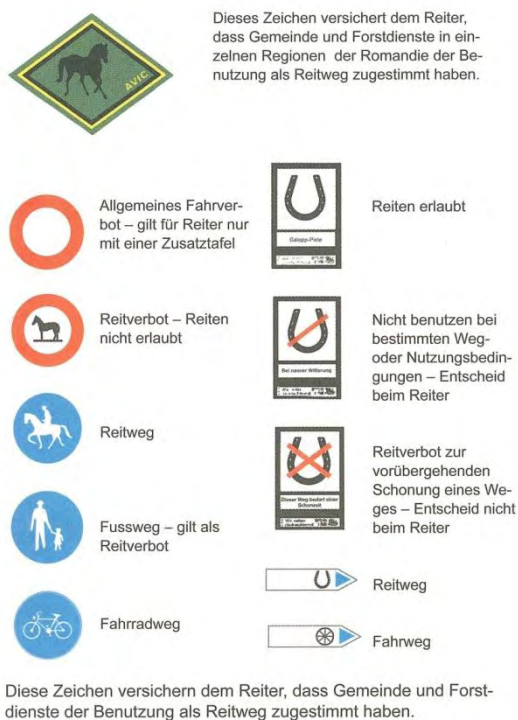 Dieses Zeichen versichert dem Reiter,
dass Gemeinde und Forstdienste in ein-
zelnen Regionen der Romandie der Be-
nutzung als Reitweg zugestimmt haben.
AVIC
Allgemeines Fahrver-
bot – gilt für Reiter nur
mit einer Zusatztafel
Reitverbot – Reiten
nicht erlaubt
Reitweg
Fussweg – gilt als
Reitverbot
Fahrradweg
Galopp-Piste
Reiten erlaubt
Bei nasser Witterung
Nicht benutzen bei
bestimmten Weg-
oder Nutzungsbedin-
gungen – Entscheid
beim Reiter
Dieser Weg bedarf einer
Schonzeit
Reitverbot zur
vorübergehenden
Schonung eines We-
ges – Entscheid nicht
beim Reiter
Reitweg
Fahrweg
Diese Zeichen versichern dem Reiter, dass Gemeinde und Forst-
dienste der Benutzung als Reitweg zugestimmt haben.